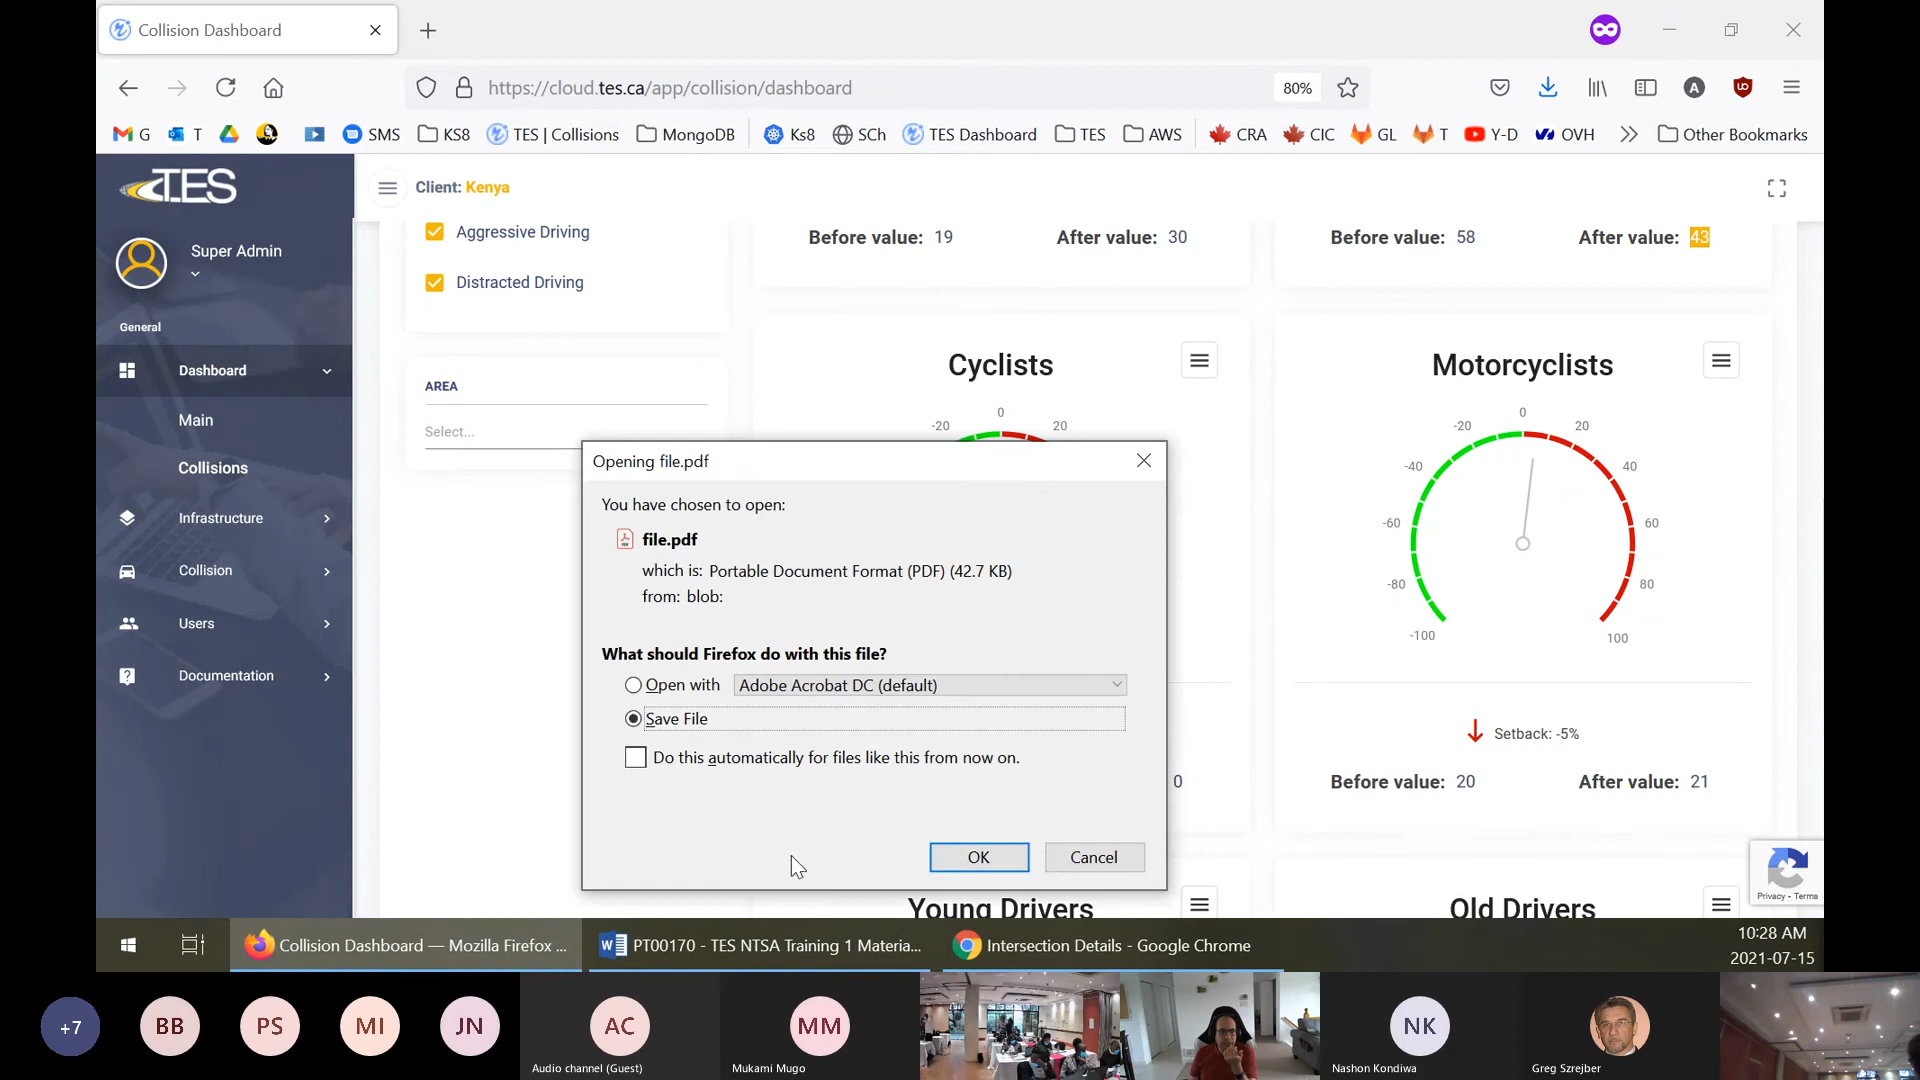 Collision Dashboard
https://cloud.tes.ca/app/collision/dashboard
80%
A
G
T
SMS
KS8
TES | Collisions
MongoDB
Ks8
SCh
TES Dashboard
TES
AWS
CRA
CIC
GL
T
Y-D
OVH
Other Bookmarks
TES
Client: Kenya
Super Admin
General
Dashboard
Main
Collisions
Infrastructure
Collision
Users
Documentation
Aggressive Driving
Distracted Driving
AREA
Select...
Before value: 19
After value: 30
Before value: 58
After value: 43
Cyclists
-20
0
20
0
Motorcyclists
0
-20
20
-40
40
-60
60
-80
80
-100
100
Setback: -5%
Before value: 20
After value: 21
Young Drivers
Old Drivers
Privacy - Terms
Opening file.pdf
You have chosen to open:
file.pdf
which is: Portable Document Format (PDF) (42.7 KB)
from: blob:
What should Firefox do with this file?
Open with
Adobe Acrobat DC (default)
Save File
Do this automatically for files like this from now on.
OK
Cancel
Collision Dashboard — Mozilla Firefox ...
PT00170 - TES NTSA Training 1 Materia...
Intersection Details - Google Chrome
10:28 AM
2021-07-15
+7
BB
PS
MI
JN
AC
Audio channel (Guest)
MM
Mukami Mugo
NK
Nashon Kondiwa
Greg Szrejber